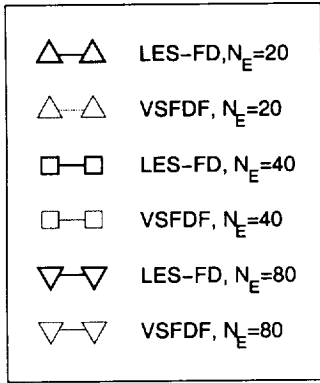 LES-FD,N_E=20
VSFDF, N_E=20
LES-FD, N_E=40
VSFDF, N_E=40
LES-FD, N_E=80
VSFDF, N_E=80